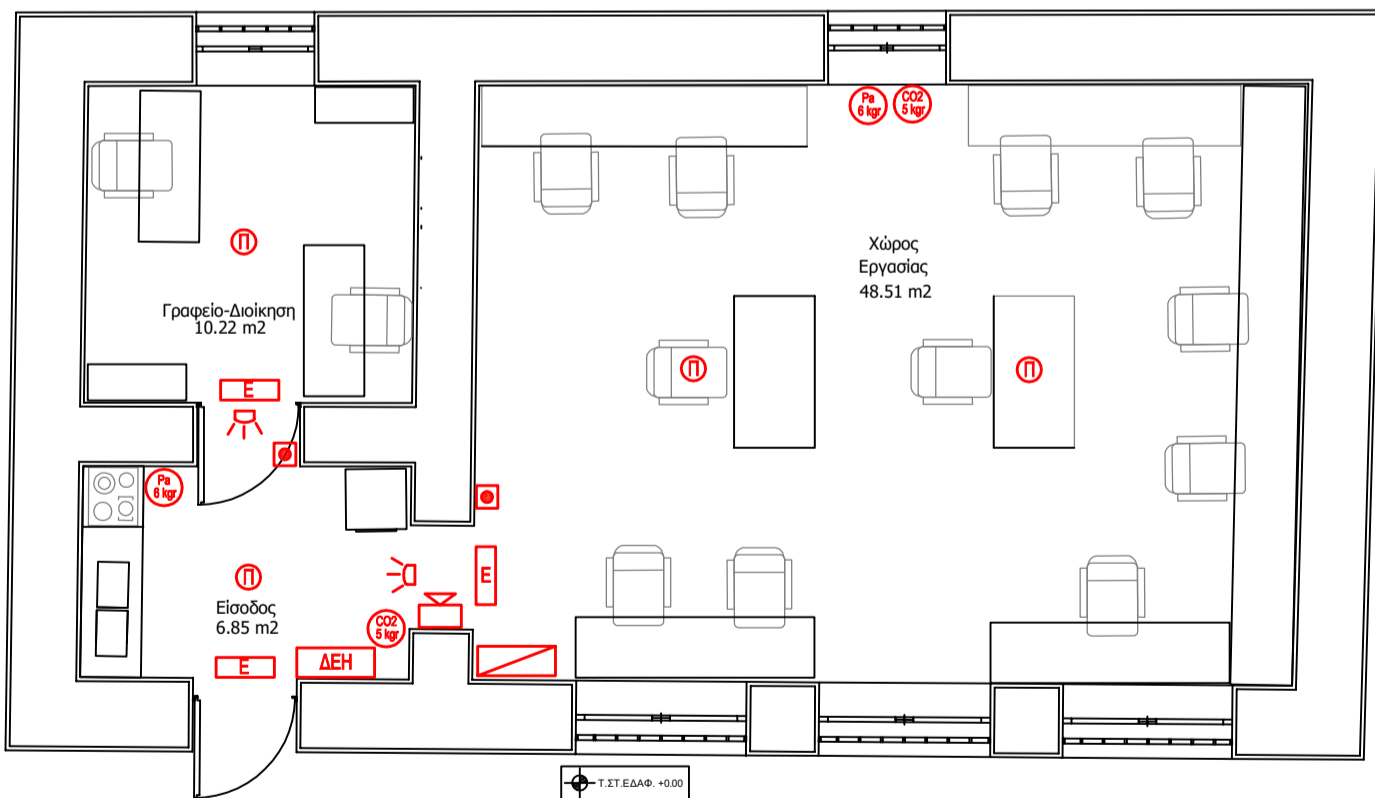 Pa
6 kgr
CO2
5 kgr
Π
Χώρος
Εργασίας
48.51 m2
Γραφείο-Διοίκηση
10.22 m2
Π
Π
E
Pa
6 kgr
E
Π
Είσοδος
6.85 m2
CO2
5 kgr
E
ΔΕΗ
Τ.ΣΤ.ΕΔΑΦ. +0.00